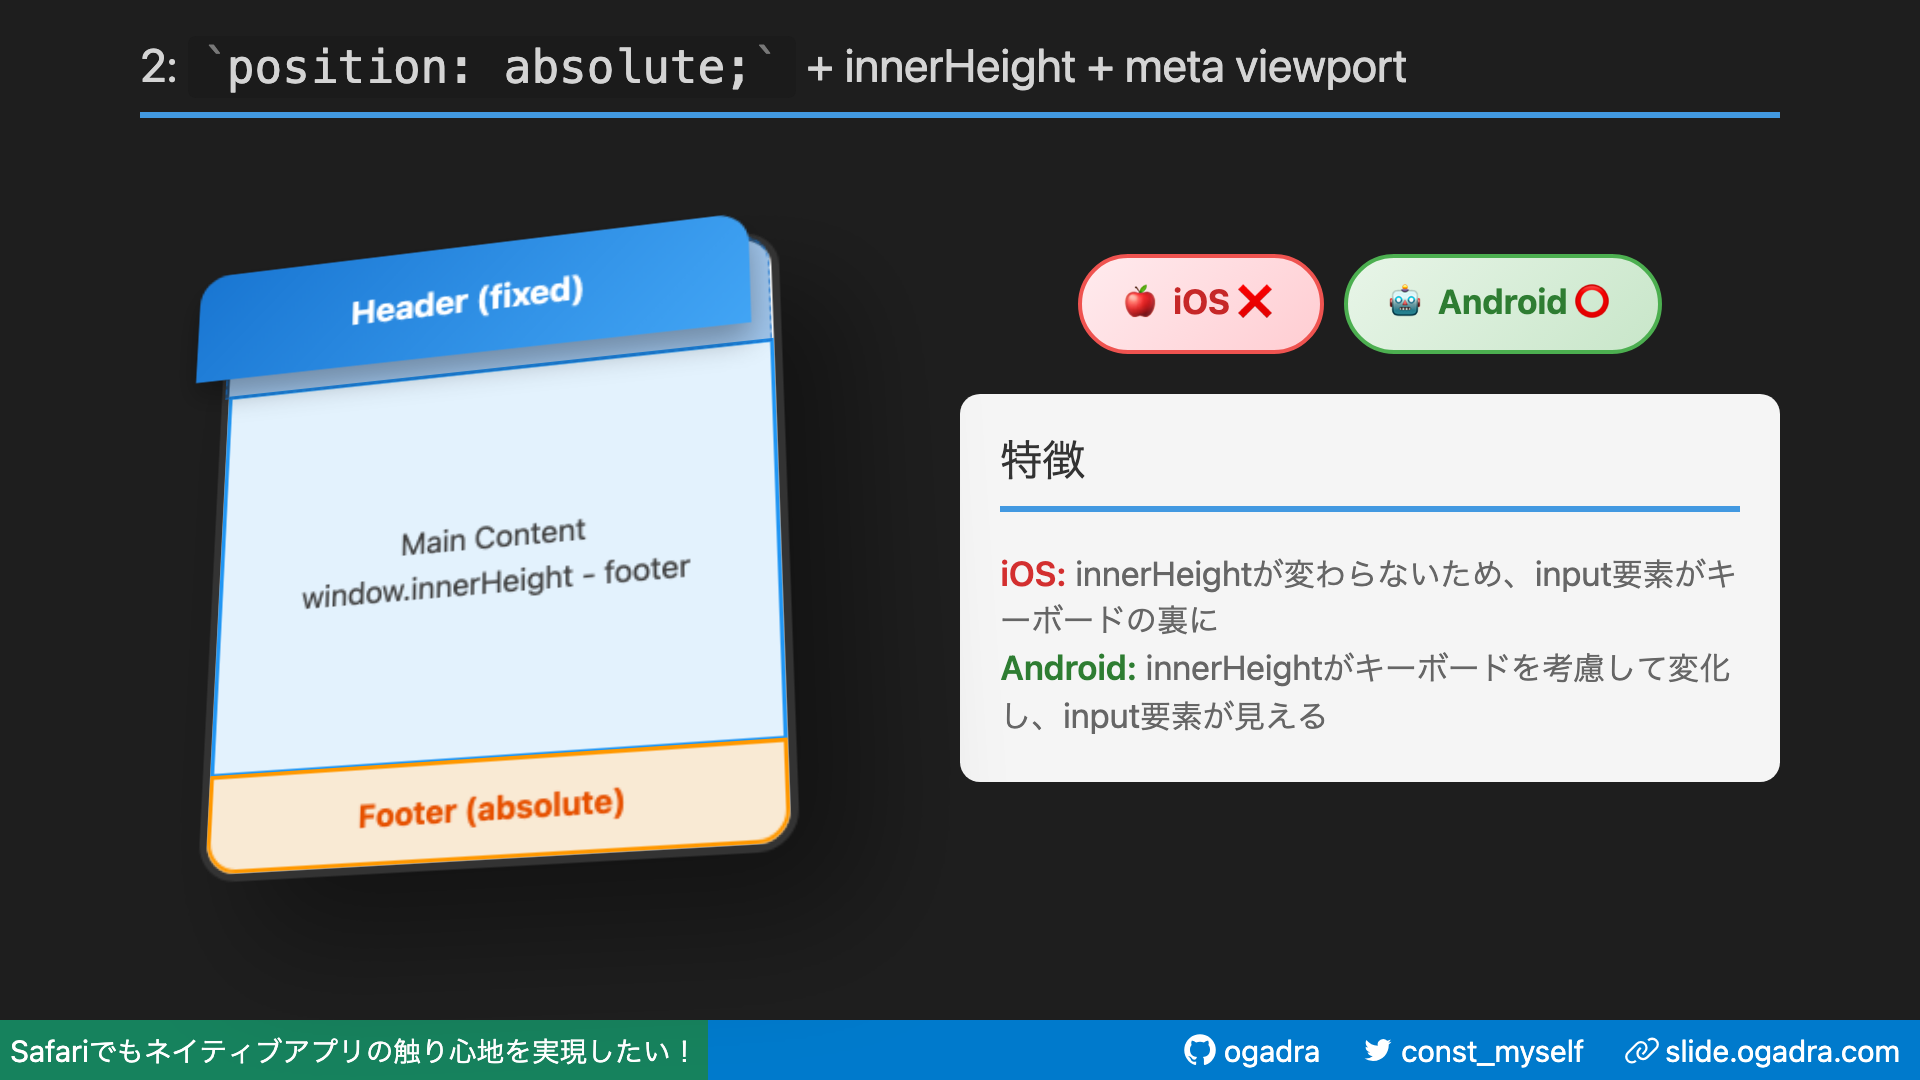 2: `position: absolute;` + innerHeight + meta viewport
Header (fixed)
Main Content
window.innerHeight - footer
Footer (absolute)
iOS❌
Android⭕
特徴
iOS: innerHeightが変わらないため、input要素がキ
ーボードの裏に
Android: innerHeightがキーボードを考慮して変化
し、input要素が見える
Safariでもネイティブアプリの触り心地を実現したい！
ogadra
const_myself
slide.ogadra.com